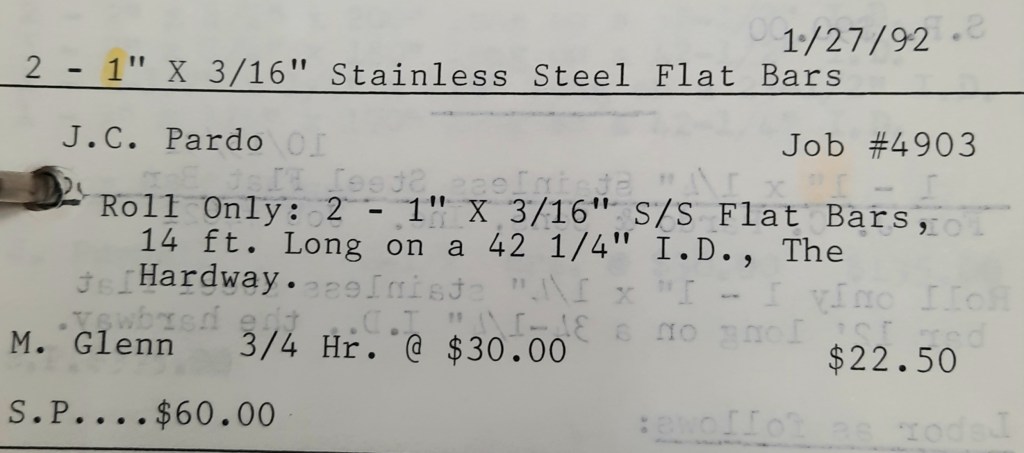 1/27/92
2 - 1" X 3/16" Stainless Steel Flat Bars
J.C. Pardo Job #4903
Roll Only: 2 - 1" X 3/16" S/S Flat Bars,
14 ft. Long on a 42 1/4" I.D., The
Hardway.
M. Glenn 3/4 Hr. @ $30.00 $22.50
S.P....$60.00